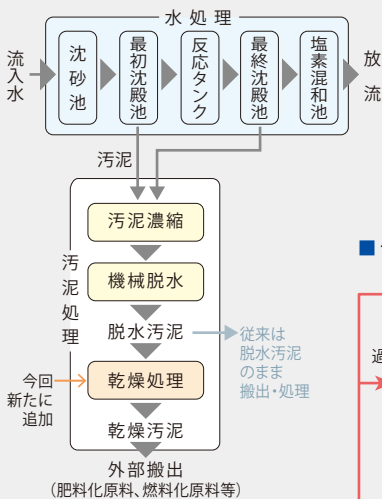 水処理
流入水
沈砂池
最初沈殿池
反応タンク
最終沈殿池
塩素混和池
放流
汚泥
汚泥処理
汚泥濃縮
機械脱水
脱水汚泥
従来は
脱水汚泥
のまま
搬出・処理
今回
新たに
追加
乾燥処理
乾燥汚泥
外部搬出
(肥料化原料、燃料化原料等)
■
過